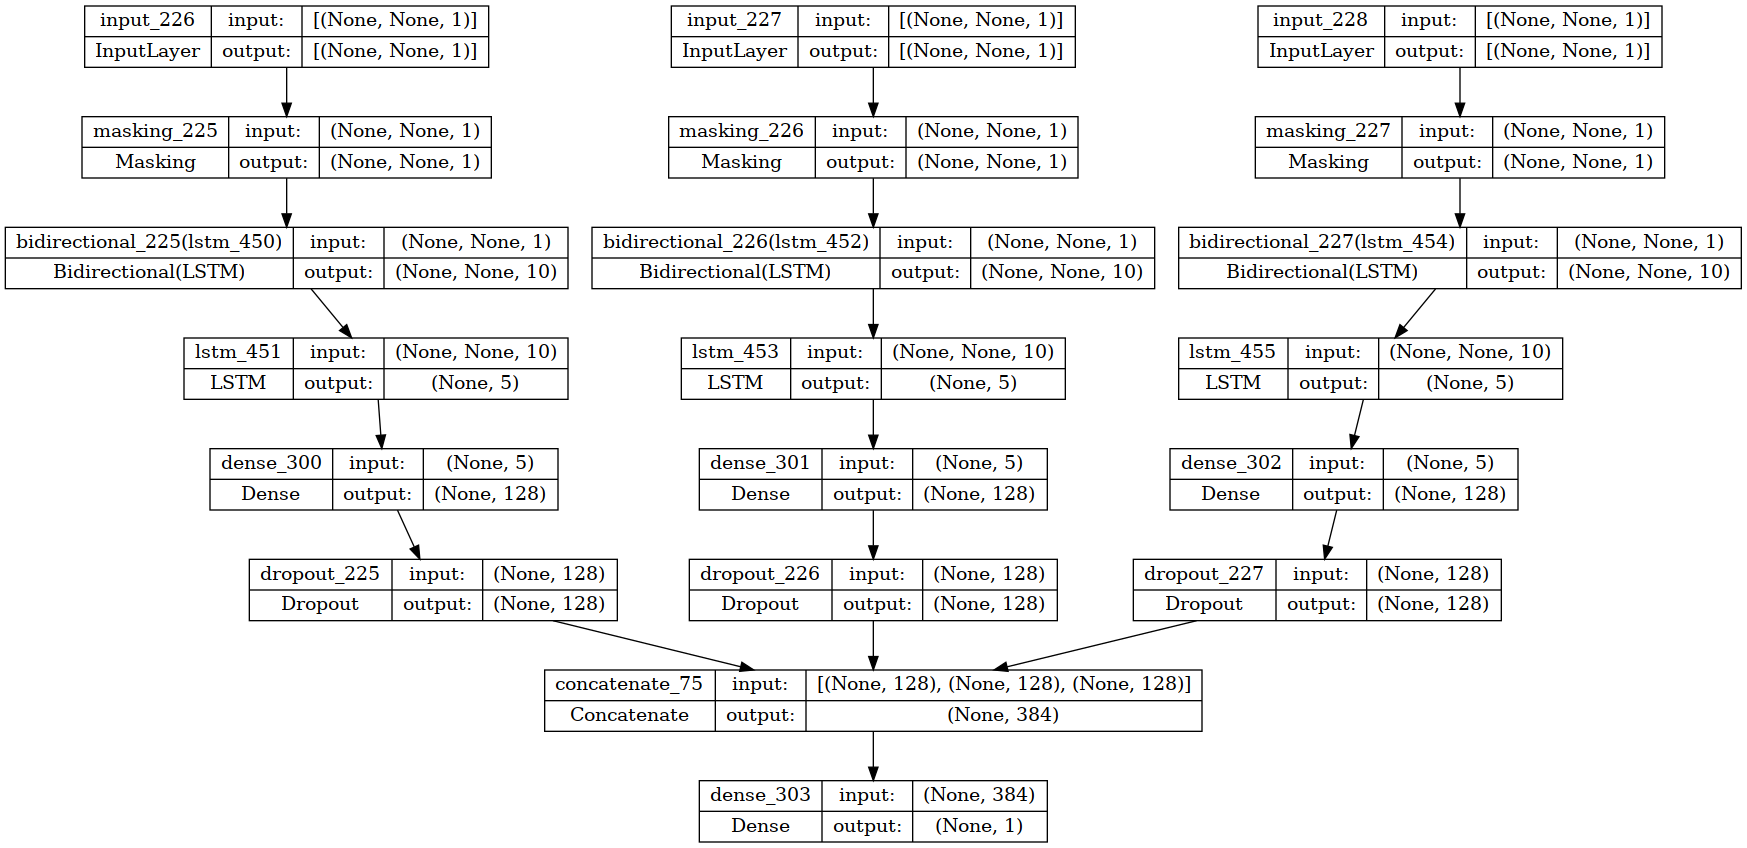 input_226 input: [(None, None, 1)]
InputLayer output: [(None, None, 1)]
input_227 input: [(None, None, 1)]
InputLayer output: [(None, None, 1)]
input_228 input: [(None, None, 1)]
InputLayer output: [(None, None, 1)]
masking_225 input: (None, None, 1)
Masking output: (None, None, 1)
masking_226 input: (None, None, 1)
Masking output: (None, None, 1)
masking_227 input: (None, None, 1)
Masking output: (None, None, 1)
bidirectional_225(lstm_450) input: (None, None, 1)
Bidirectional(LSTM) output: (None, None, 10)
bidirectional_226(lstm_452) input: (None, None, 1)
Bidirectional(LSTM) output: (None, None, 10)
bidirectional_227(lstm_454) input: (None, None, 1)
Bidirectional(LSTM) output: (None, None, 10)
lstm_451 input: (None, None, 10)
LSTM output: (None, 5)
lstm_453 input: (None, None, 10)
LSTM output: (None, 5)
lstm_455 input: (None, None, 10)
LSTM output: (None, 5)
dense_300 input: (None, 5)
Dense output: (None, 128)
dense_301 input: (None, 5)
Dense output: (None, 128)
dense_302 input: (None, 5)
Dense output: (None, 128)
dropout_225 input: (None, 128)
Dropout output: (None, 128)
dropout_226 input: (None, 128)
Dropout output: (None, 128)
dropout_227 input: (None, 128)
Dropout output: (None, 128)
concatenate_75 input: [(None, 128), (None, 128), (None, 128)]
Concatenate output: (None, 384)
dense_303 input: (None, 384)
Dense output: (None, 1)